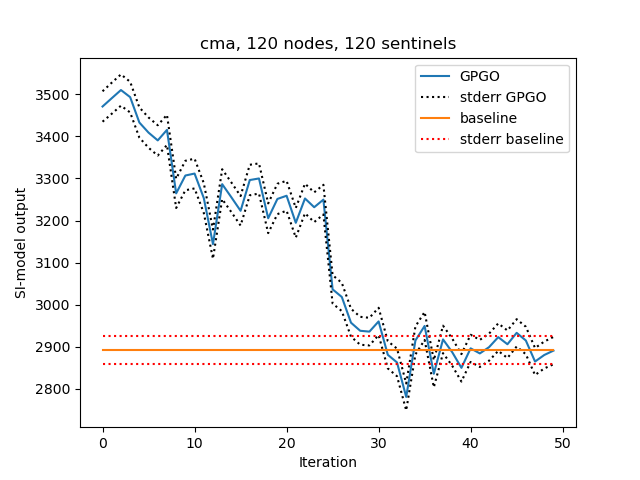 cma, 120 nodes, 120 sentinels
GPGO
stderr GPGO
baseline
stderr baseline
SI-model output
3500
3400
3300
3200
3100
3000
2900
2800
0 10 20 30 40 50
Iteration